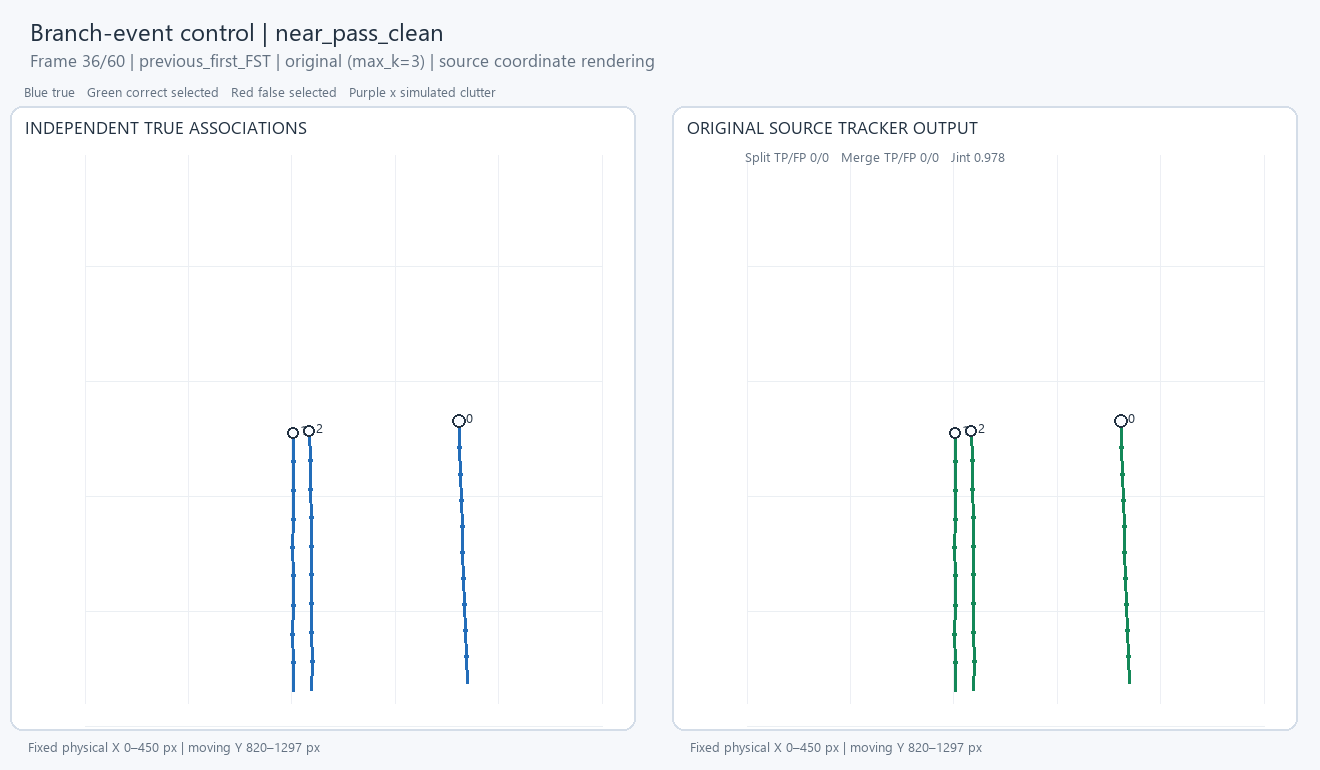 Branch-event control | near_pass_clean
Frame 36/60 | previous_first_FST | original (max_k=3) | source coordinate rendering
Blue true Green correct selected Red false selected Purple x simulated clutter
INDEPENDENT TRUE ASSOCIATIONS
0
2
Fixed physical X 0–450 px | moving Y 820–1297 px
ORIGINAL SOURCE TRACKER OUTPUT
Split TP/FP 0/0 Merge TP/FP 0/0 Jint 0.978
0
2
Fixed physical X 0–450 px | moving Y 820–1297 px